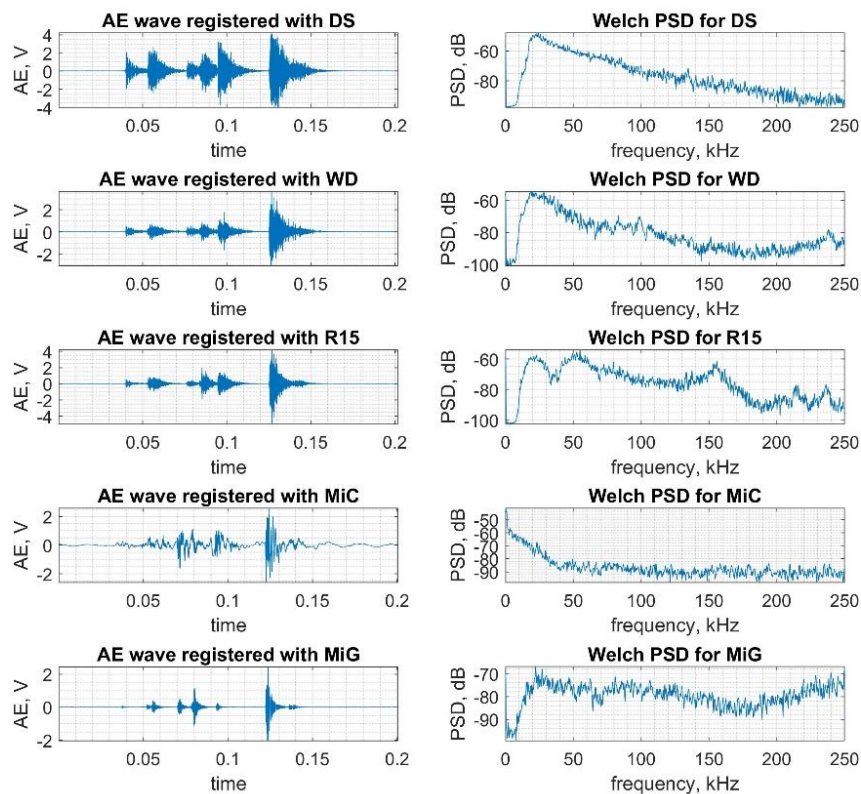 AE wave registered with DS
4
2
0
-2
-4
AE, V
0.05
0.1
0.15
0.2
time
Welch PSD for DS
-60
-80
PSD, dB
0
50
100
150
200
250
frequency, kHz
AE wave registered with WD
2
0
-2
AE, V
0.05
0.1
0.15
0.2
time
Welch PSD for WD
-60
-80
-100
PSD, dB
0
50
100
150
200
250
frequency, kHz
AE wave registered with R15
4
2
0
-2
-4
AE, V
0.05
0.1
0.15
0.2
time
Welch PSD for R15
-60
-80
-100
PSD, dB
0
50
100
150
200
250
frequency, kHz
AE wave registered with MiC
2
0
-2
AE, V
0.05
0.1
0.15
0.2
time
Welch PSD for MiC
-50
-60
-70
-80
-90
PSD, dB
0
50
100
150
200
250
frequency, kHz
AE wave registered with MiG
2
0
-2
AE, V
0.05
0.1
0.15
0.2
time
Welch PSD for MiG
-70
-80
-90
PSD, dB
0
50
100
150
200
250
frequency, kHz